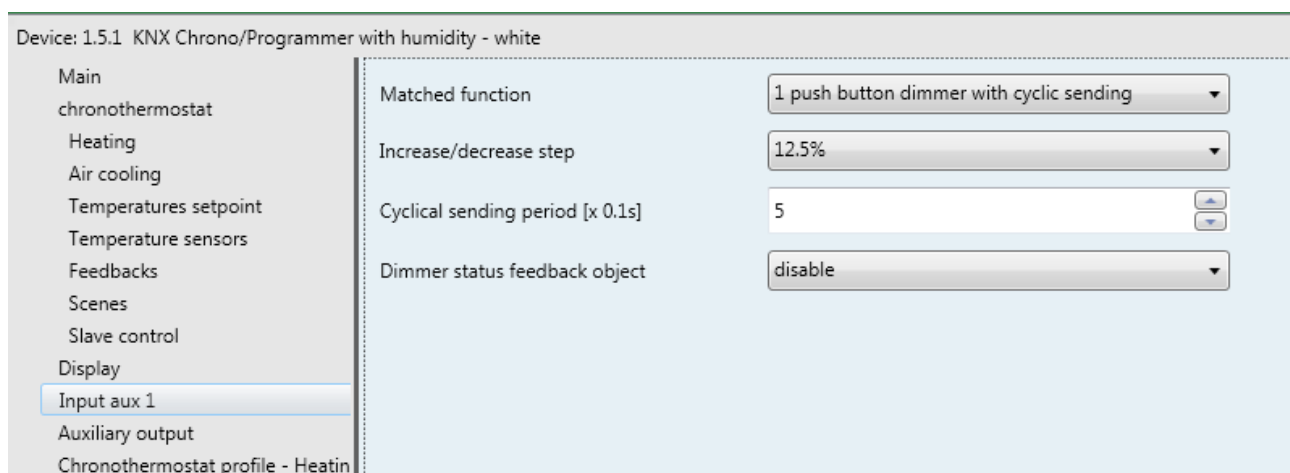 Device: 1.5.1 KNX Chrono/Programmer with humidity - white
Main
chronothermostat
Heating
Air cooling
Temperatures setpoint
Temperature sensors
Feedbacks
Scenes
Slave control
Display
Input aux 1
Auxiliary output
Chronothermostat profile - Heatin
Matched function 1 push button dimmer with cyclic sending
Increase/decrease step 12.5%
Cyclical sending period [x 0.1s] 5
Dimmer status feedback object disable